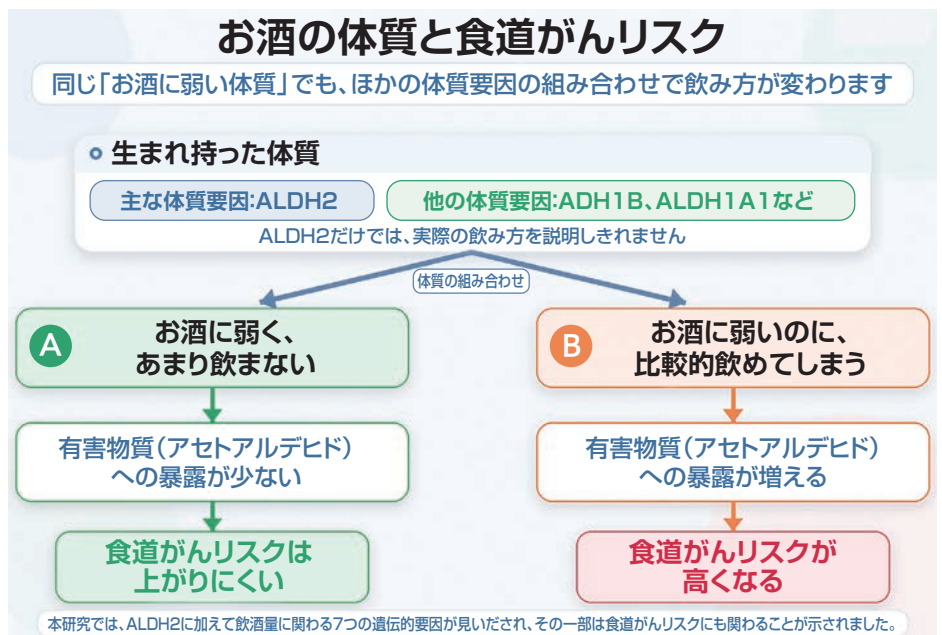 お酒の体質と食道がんリスク
同じ「お酒に弱い体質」でも、ほかの体質要因の組み合わせで飲み方が変わります
生まれ持った体質
主な体質要因:ALDH2
他の体質要因:ADH1B、ALDH1A1など
ALDH2だけでは、実際の飲み方を説明しきれません
体質の組み合わせ
A
お酒に弱く、
あまり飲まない
有害物質(アセトアルデヒド)
への暴露が少ない
食道がんリスクは
上がりにくい
B
お酒に弱いのに、
比較的飲めてしまう
有害物質(アセトアルデヒド)
への暴露が増える
食道がんリスクが
高くなる
本研究では、ALDH2に加えて飲酒量に関わる7つの遺伝的要因が見いだされ、その一部は食道がんリスクにも関わることが示されました。